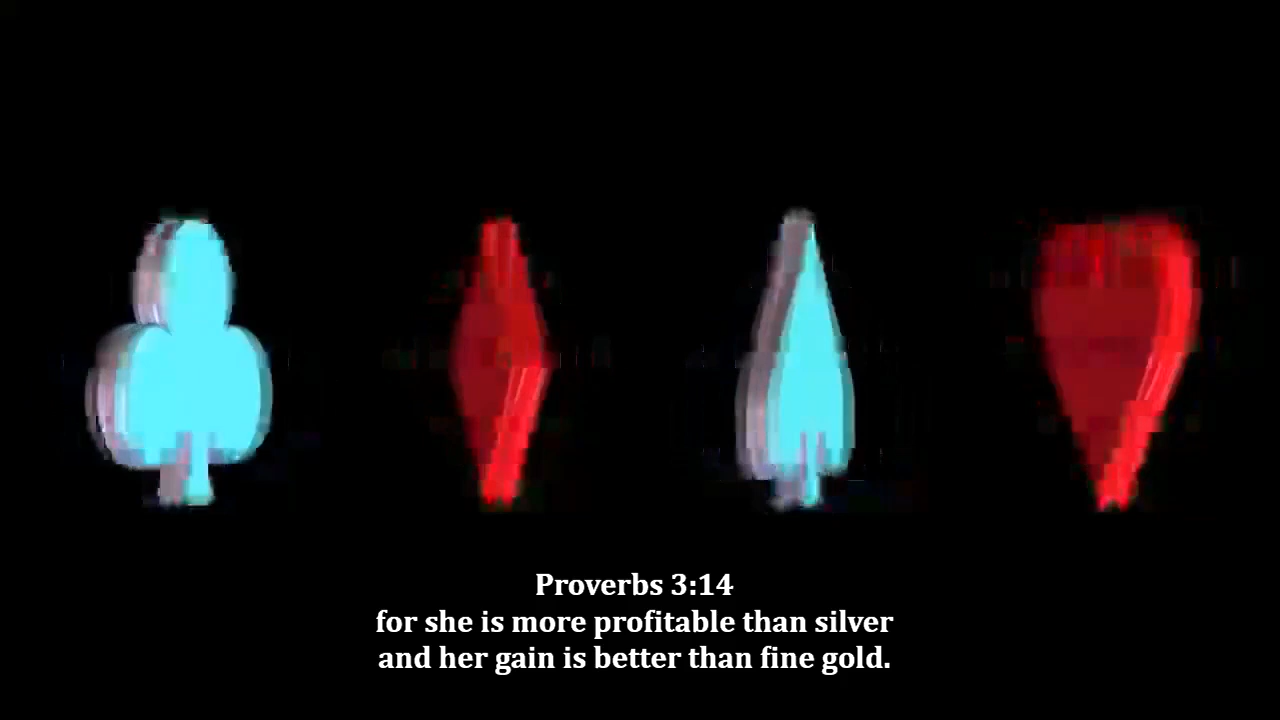 Proverbs 3:14
for she is more profitable than silver
and her gain is better than fine gold.